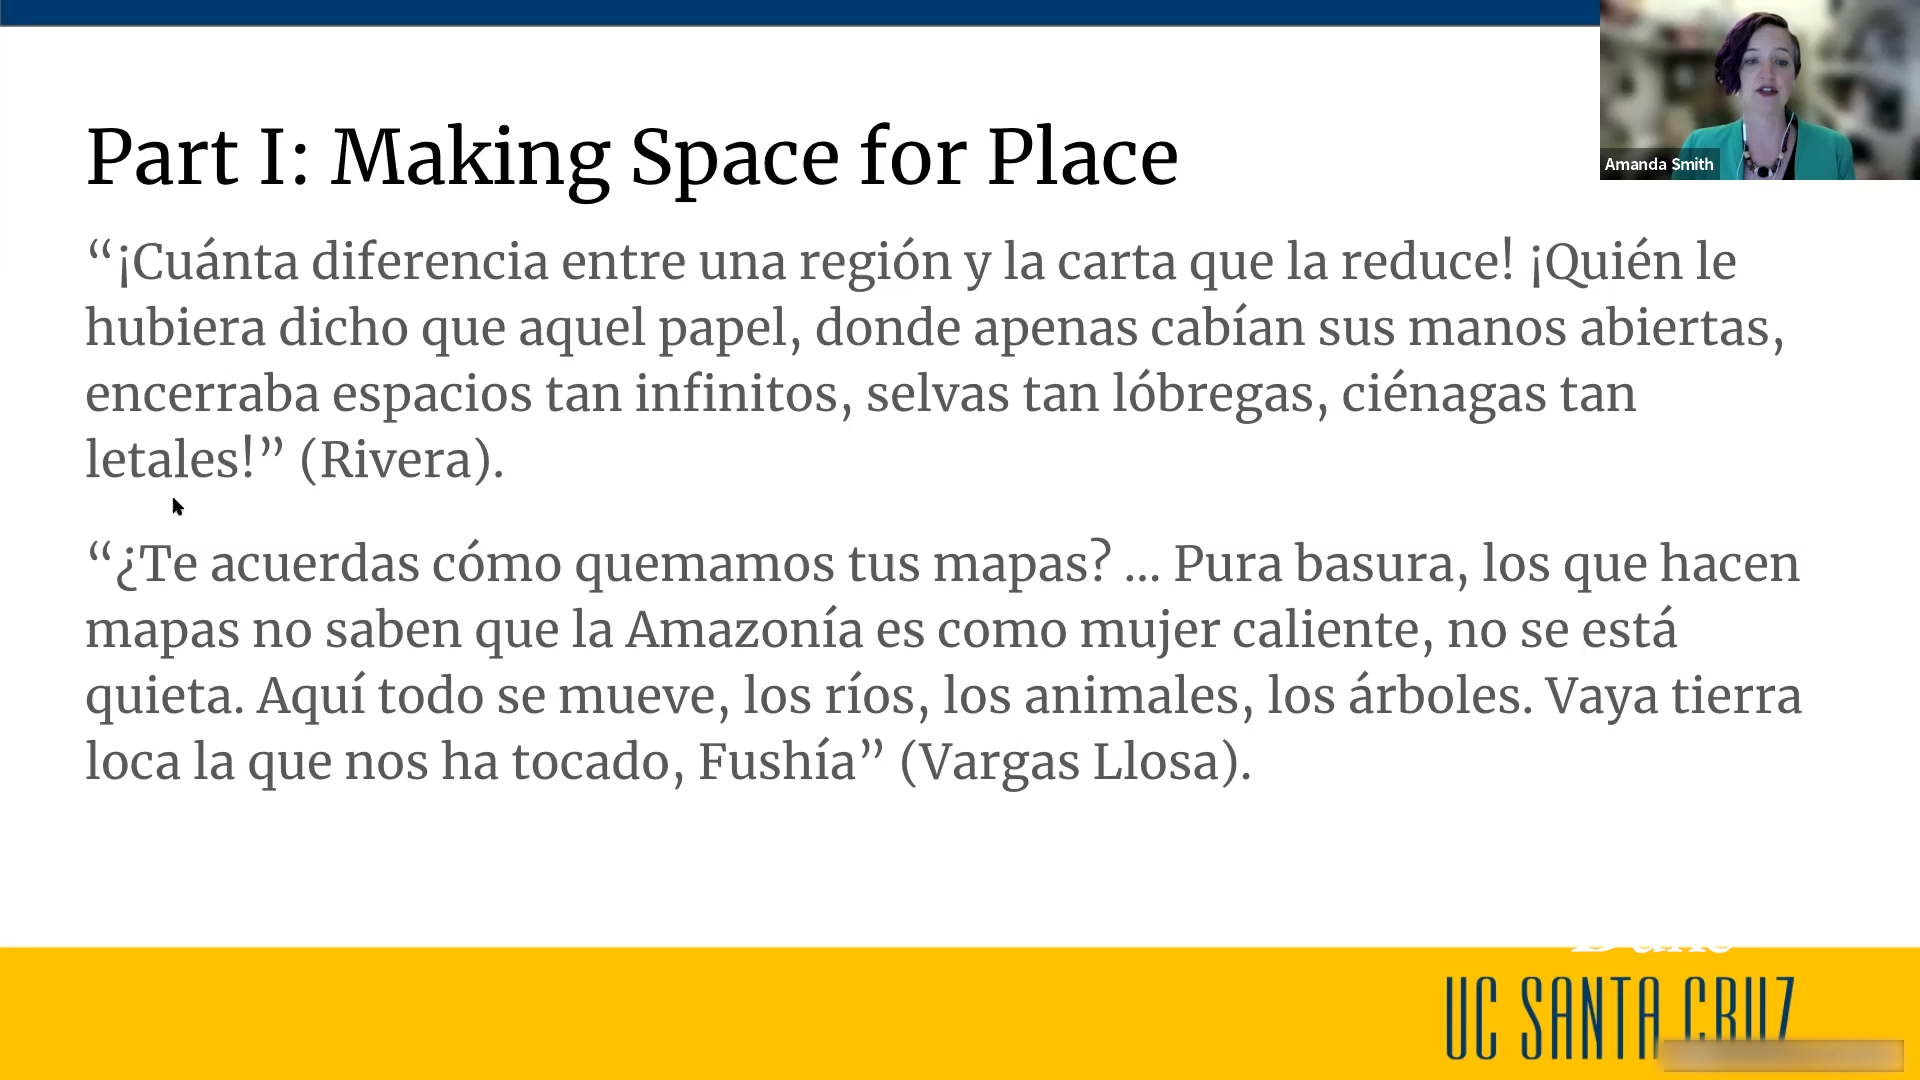 Part I: Making Space for Place
Amanda Smith
“¡Cuánta diferencia entre una región y la carta que la reduce! ¡Quién le
hubiera dicho que aquel papel, donde apenas cabían sus manos abiertas,
encerraba espacios tan infinitos, selvas tan lóbregas, ciénagas tan
letales!” (Rivera).
“¿Te acuerdas cómo quemamos tus mapas? ... Pura basura, los que hacen
mapas no saben que la Amazonía es como mujer caliente, no se está
quieta. Aquí todo se mueve, los ríos, los animales, los árboles. Vaya tierra
loca la que nos ha tocado, Fushía” (Vargas Llosa).
UC SANTA CRUZ